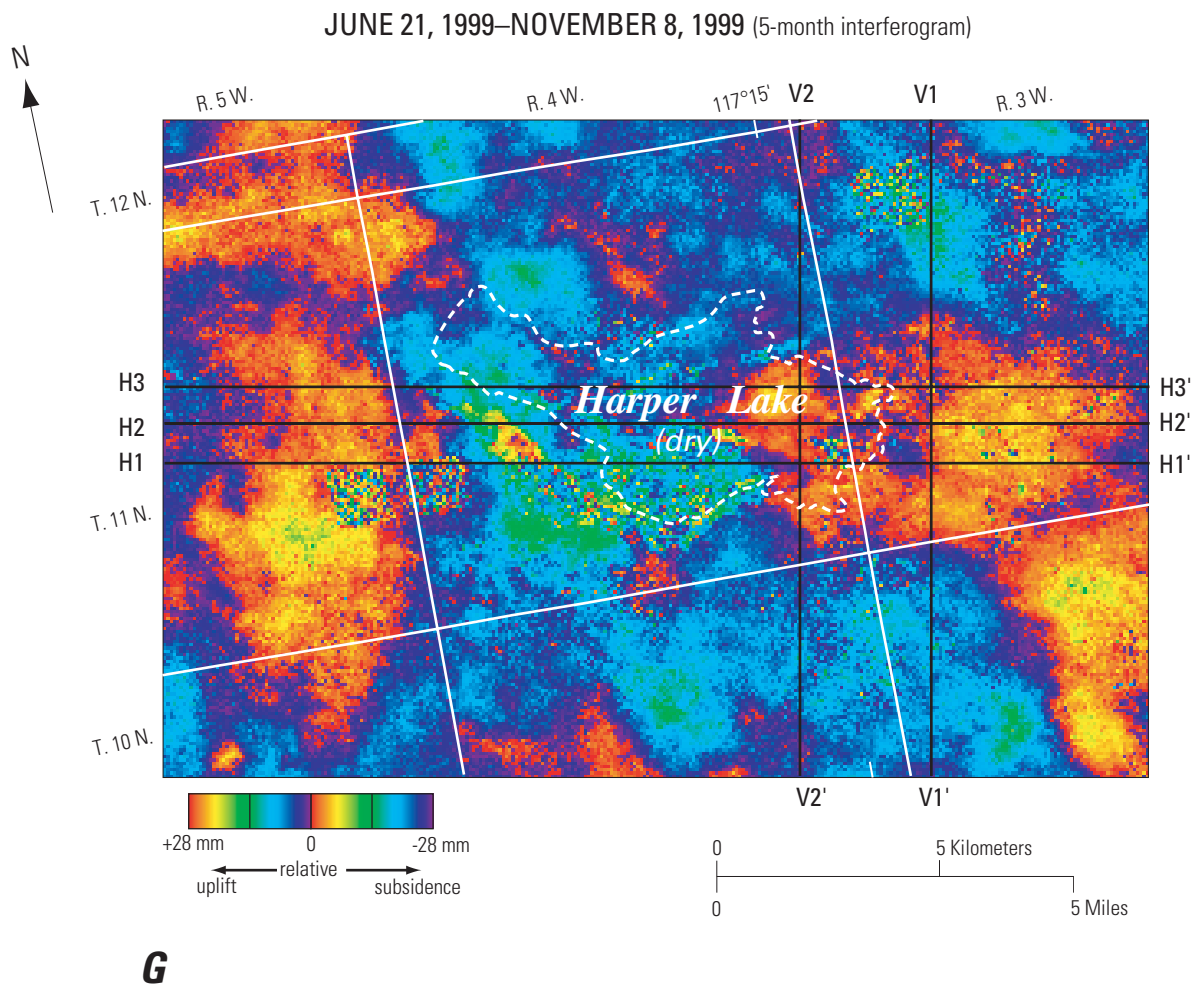 JUNE 21, 1999–NOVEMBER 8, 1999 (5-month interferogram)
N
R. 5 W.
R. 4 W.
117°15'
V2
V1
R. 3 W.
T. 12 N.
H3
H3'
Harper Lake
H2
H2'
(dry)
H1
H1'
T. 11 N.
T. 10 N.
V2'
V1'
+28 mm
0
-28 mm
relative
uplift
subsidence
0
5 Kilometers
0
5 Miles
G